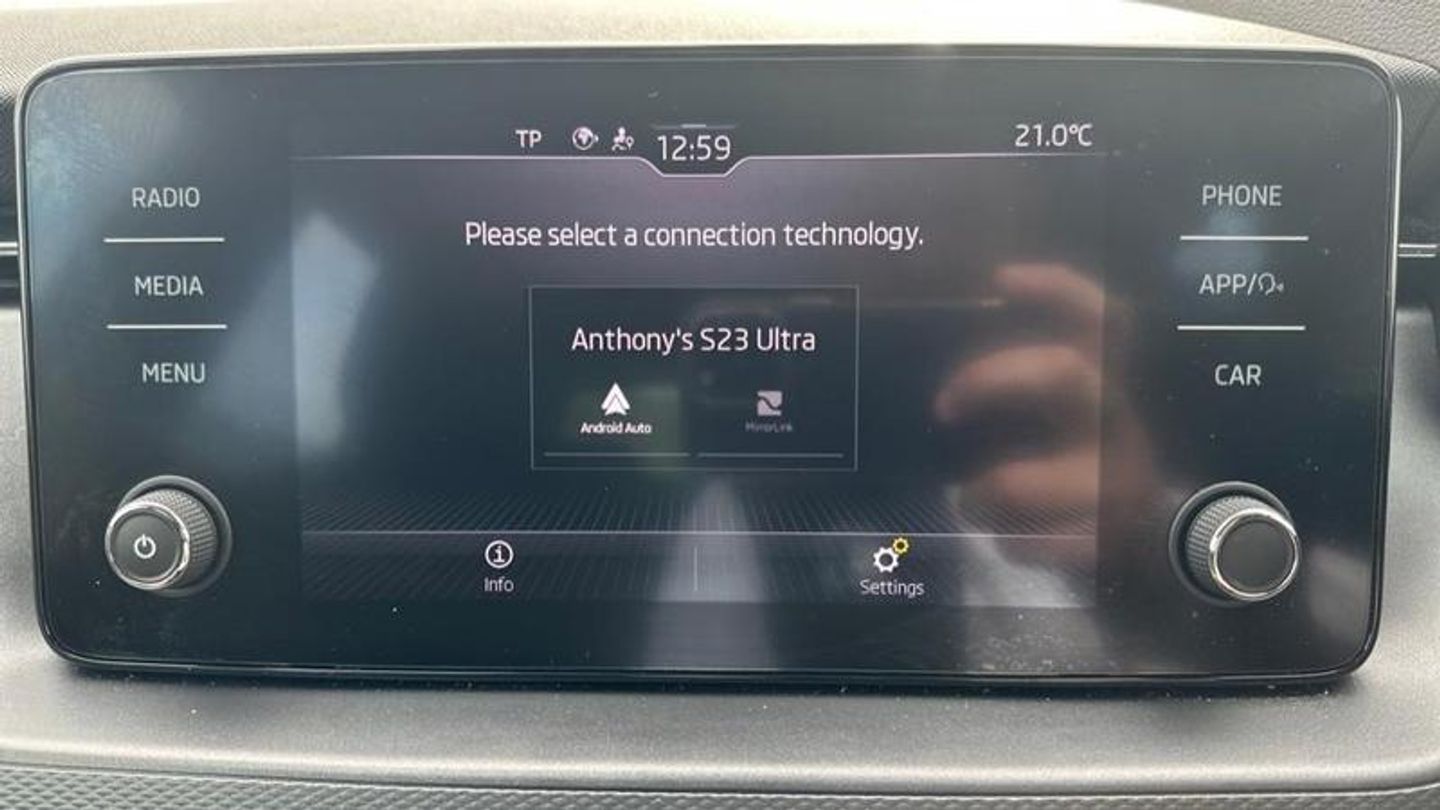 TP 12:59 21.0°C
RADIO
MEDIA
MENU
Please select a connection technology.
Anthony's S23 Ultra
Android Auto MirrorLink
Info Settings
PHONE
APP/
CAR